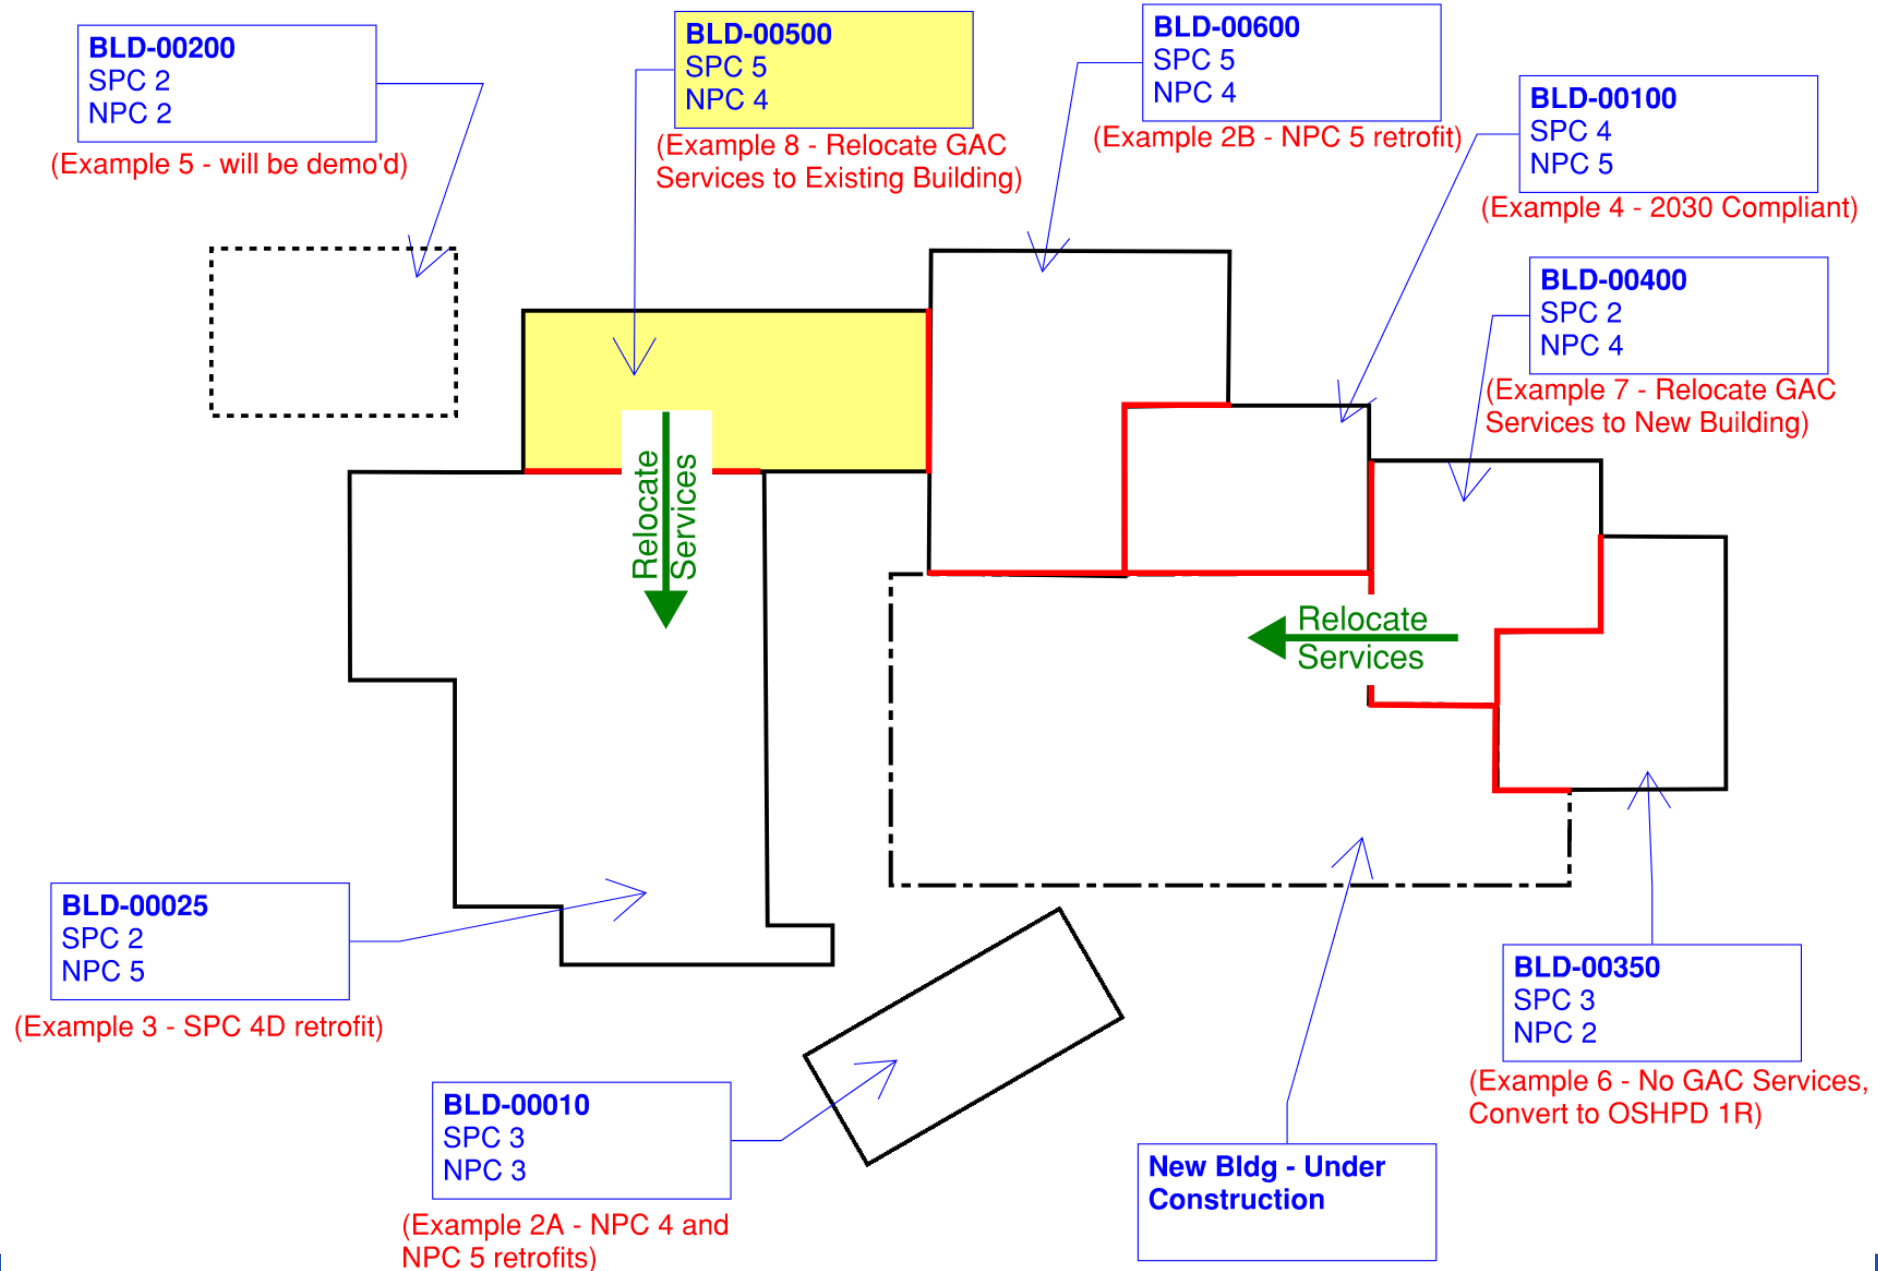 BLD-00200
SPC 2
NPC 2
(Example 5 - will be demo'd)
BLD-00500
SPC 5
NPC 4
(Example 8 - Relocate GAC
Services to Existing Building)
BLD-00600
SPC 5
NPC 4
(Example 2B - NPC 5 retrofit)
BLD-00100
SPC 4
NPC 5
(Example 4 - 2030 Compliant)
BLD-00400
SPC 2
NPC 4
(Example 7 - Relocate GAC
Services to New Building)
Relocate
Services
Relocate
Services
BLD-00025
SPC 2
NPC 5
(Example 3 - SPC 4D retrofit)
BLD-00350
SPC 3
NPC 2
(Example 6 - No GAC Services,
Convert to OSHPD 1R)
BLD-00010
SPC 3
NPC 3
(Example 2A - NPC 4 and
NPC 5 retrofits)
New Bldg - Under
Construction